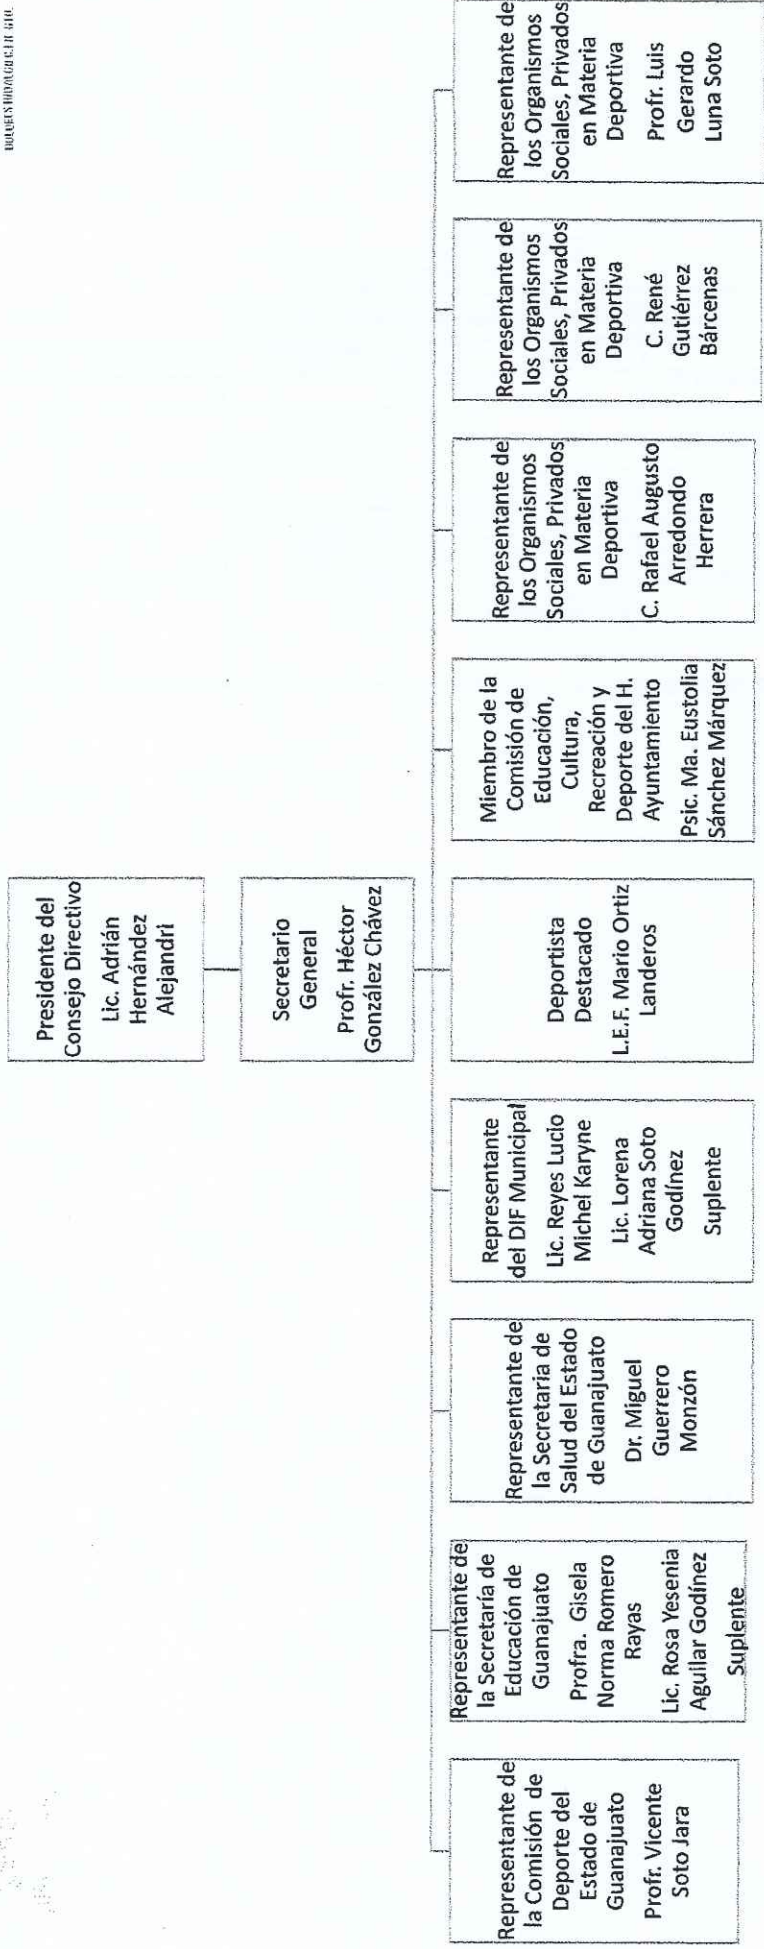 Presidente del
Consejo Directivo
Lic. Adrián
Hernández
Alejandri
Secretario
General
Profr. Héctor
González Chávez
Representante de
la Comisión de
Deporte del
Estado de
Guanajuato
Profr. Vicente
Soto Jara
Representante de
la Secretaría de
Educación de
Guanajuato
Profra. Gisela
Norma Romero
Rayas
Lic. Rosa Yesenia
Aguilar Godínez
Suplente
Representante de
la Secretaria de
Salud del Estado
de Guanajuato
Dr. Miguel
Guerrero
Monzón
Representante
del DIF Municipal
Lic. Reyes Lucio
Michel Karyne
Lic. Lorena
Adriana Soto
Godínez
Suplente
Deportista
Destacado
L.E.F. Mario Ortiz
Landeros
Miembro de la
Comisión de
Educación,
Cultura,
Recreación y
Deporte del H.
Ayuntamiento
Psic. Ma. Eustolia
Sánchez Márquez
Representante de
los Organismos
Sociales, Privados
en Materia
Deportiva
C. Rafael Augusto
Arredondo
Herrera
Representante de
los Organismos
Sociales, Privados
en Materia
Deportiva
C. René
Gutiérrez
Bárcenas
Representante de
los Organismos
Sociales, Privados
en Materia
Deportiva
Profr. Luis
Gerardo
Luna Soto